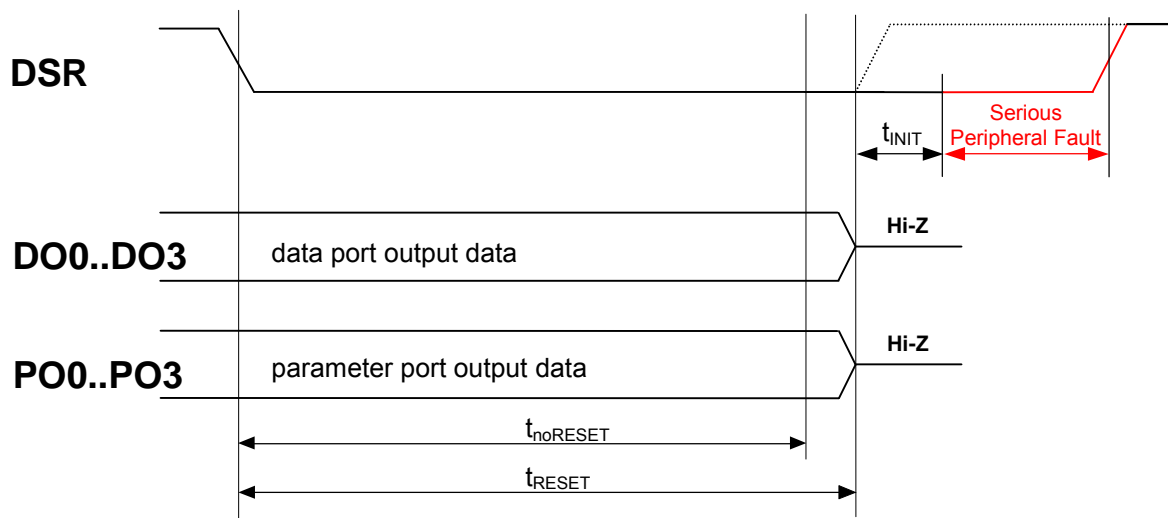 DSR
Serious
Peripheral Fault
tINIT
DO0..DO3
data port output data
Hi-Z
PO0..PO3
parameter port output data
Hi-Z
tnoRESET
tRESET